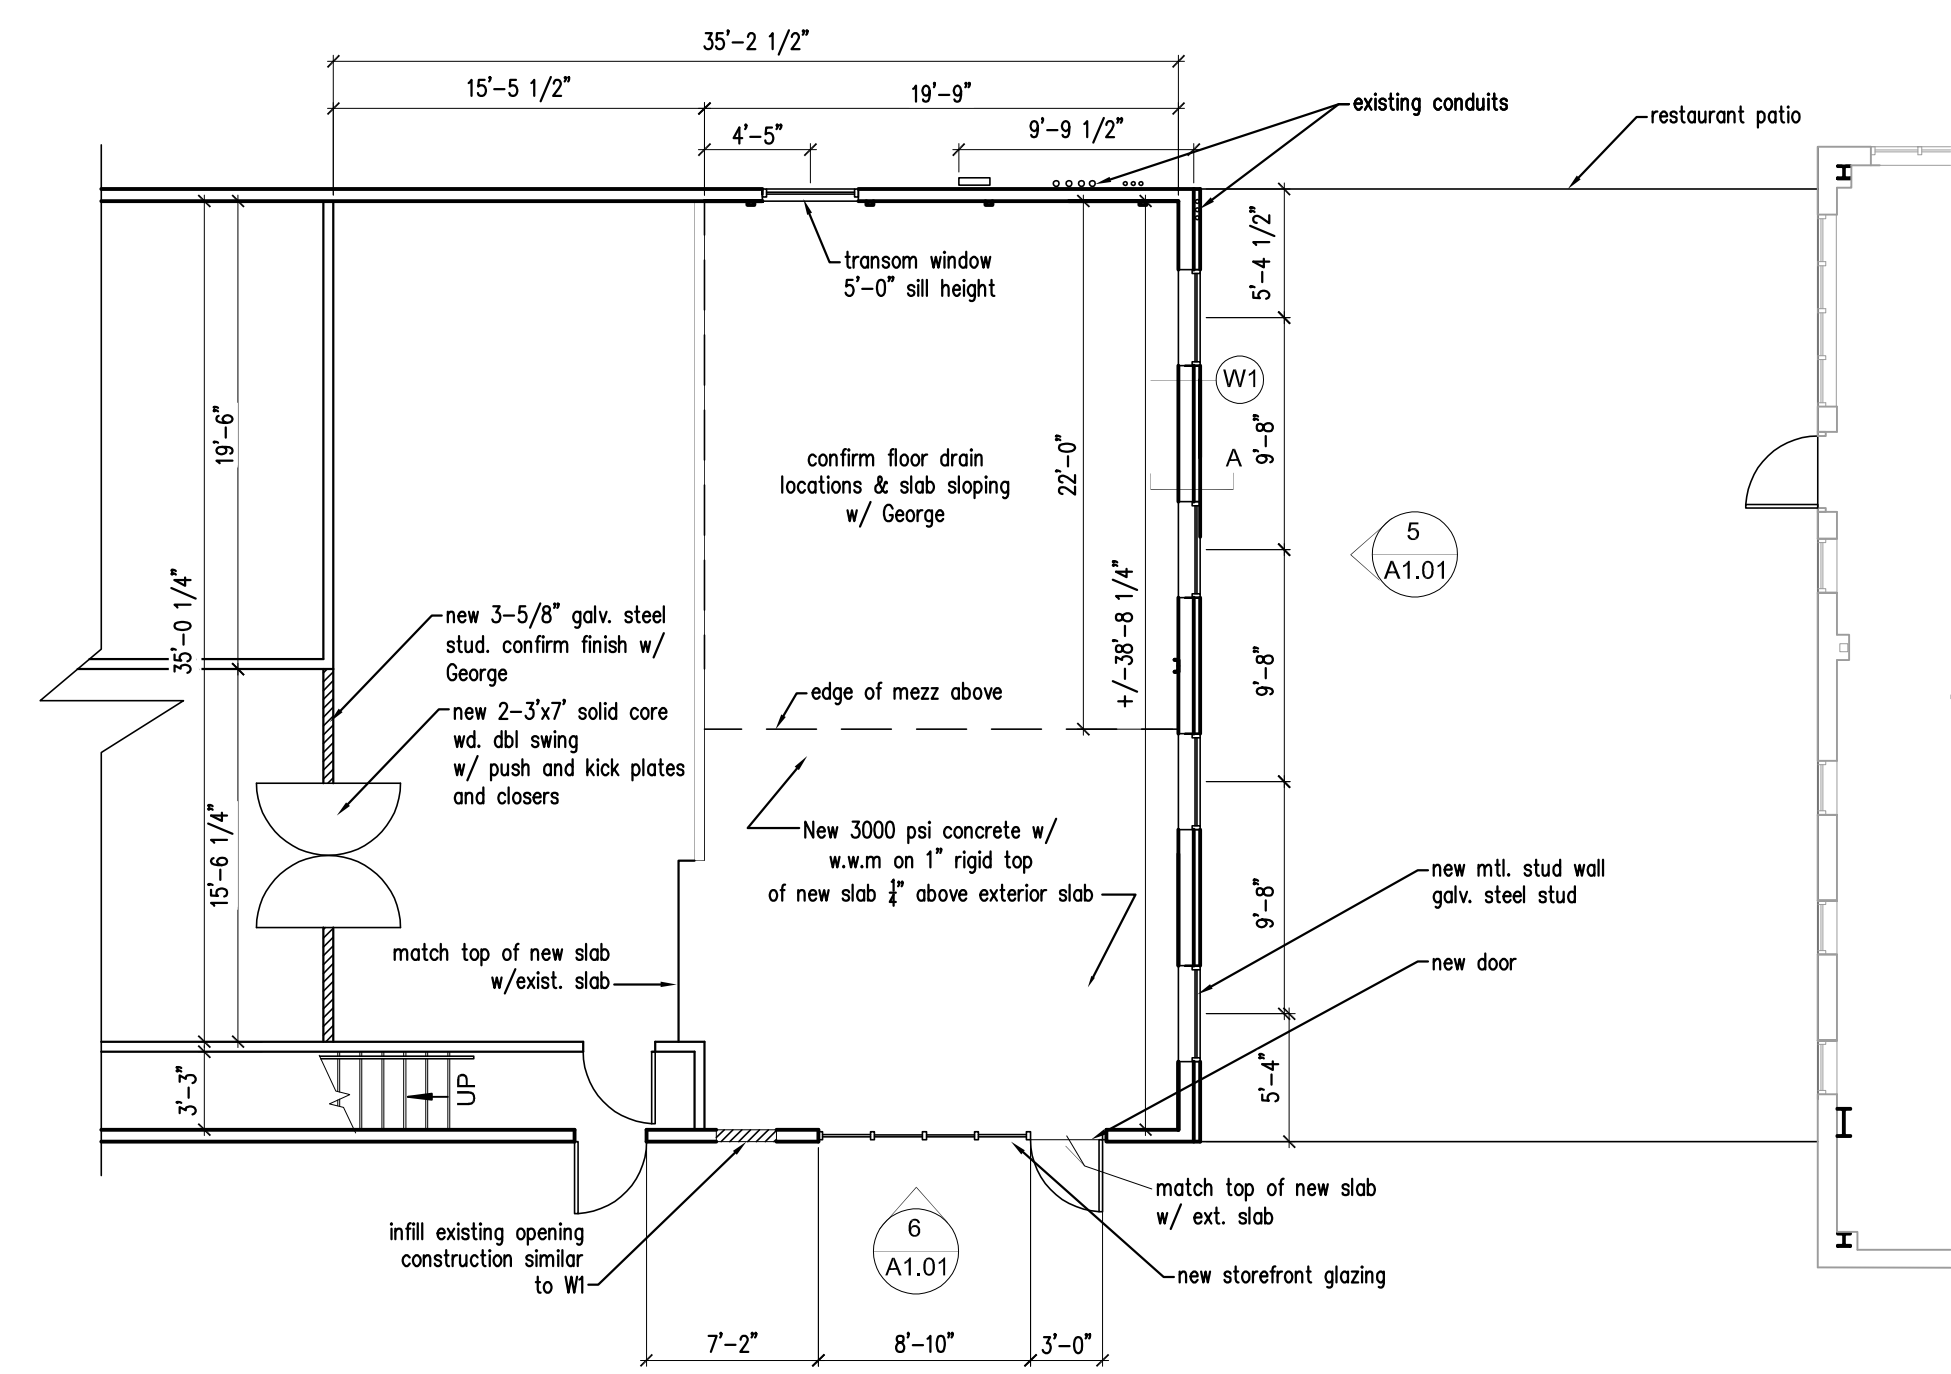 35'-2 1/2"
15'-5 1/2"
19'-9"
4'-5"
9'-9 1/2"
existing conduits
restaurant patio
transom window
5'-0" sill height
5'-4 1/2"
W1
19'-6"
22'-0"
9'-8"
A
confirm floor drain
locations & slab sloping
w/ George
5
A1.01
35'-0 1/4"
+/-38'-8 1/4"
new 3-5/8" galv. steel
stud. confirm finish w/
George
9'-8"
edge of mezz above
new 2-3'x7' solid core
wd. dbl swing
w/ push and kick plates
and closers
15'-6 1/4"
New 3000 psi concrete w/
w.w.m on 1" rigid top
of new slab 1/4" above exterior slab
9'-8"
new mtl. stud wall
galv. steel stud
match top of new slab
w/exist. slab
new door
3'-3"
UP
5'-4"
match top of new slab
w/ ext. slab
infill existing opening
construction similar
to W1
6
A1.01
new storefront glazing
7'-2"
8'-10"
3'-0"